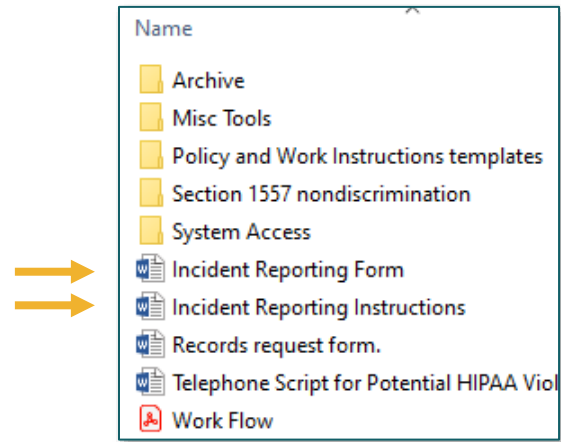 Name
Archive
Misc Tools
Policy and Work Instructions templates
Section 1557 nondiscrimination
System Access
Incident Reporting Form
Incident Reporting Instructions
Records request form.
Telephone Script for Potential HIPAA Viol
Work Flow